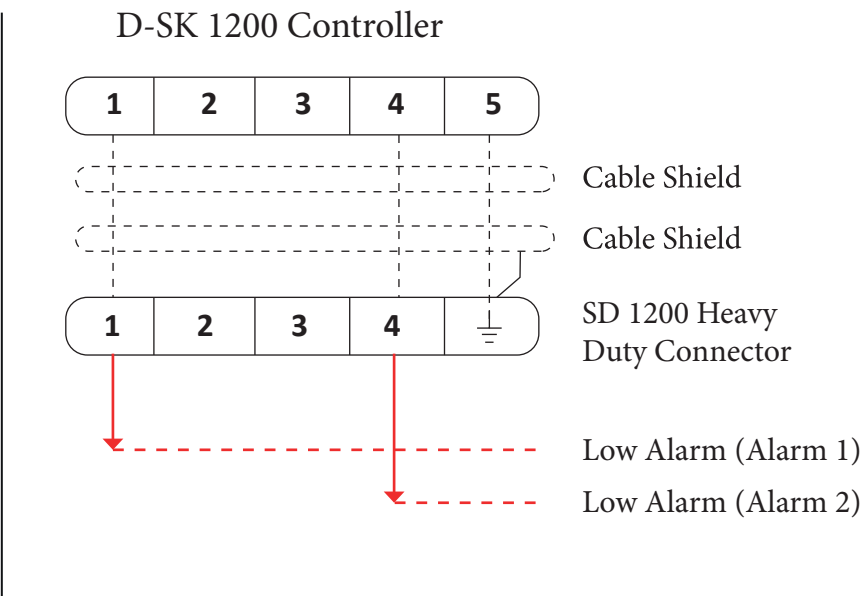 D-SK 1200 Controller
1 2 3 4 5
Cable Shield
Cable Shield
1 2 3 4
SD 1200 Heavy
Duty Connector
Low Alarm (Alarm 1)
Low Alarm (Alarm 2)